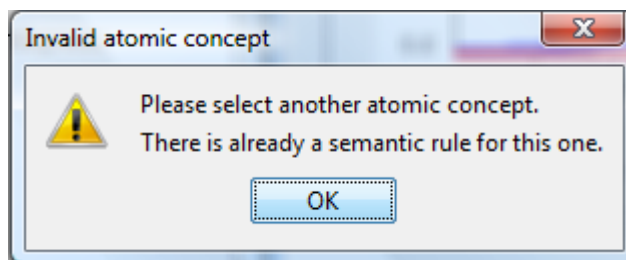 Invalid atomic concept
Please select another atomic concept.
There is already a semantic rule for this one.
OK